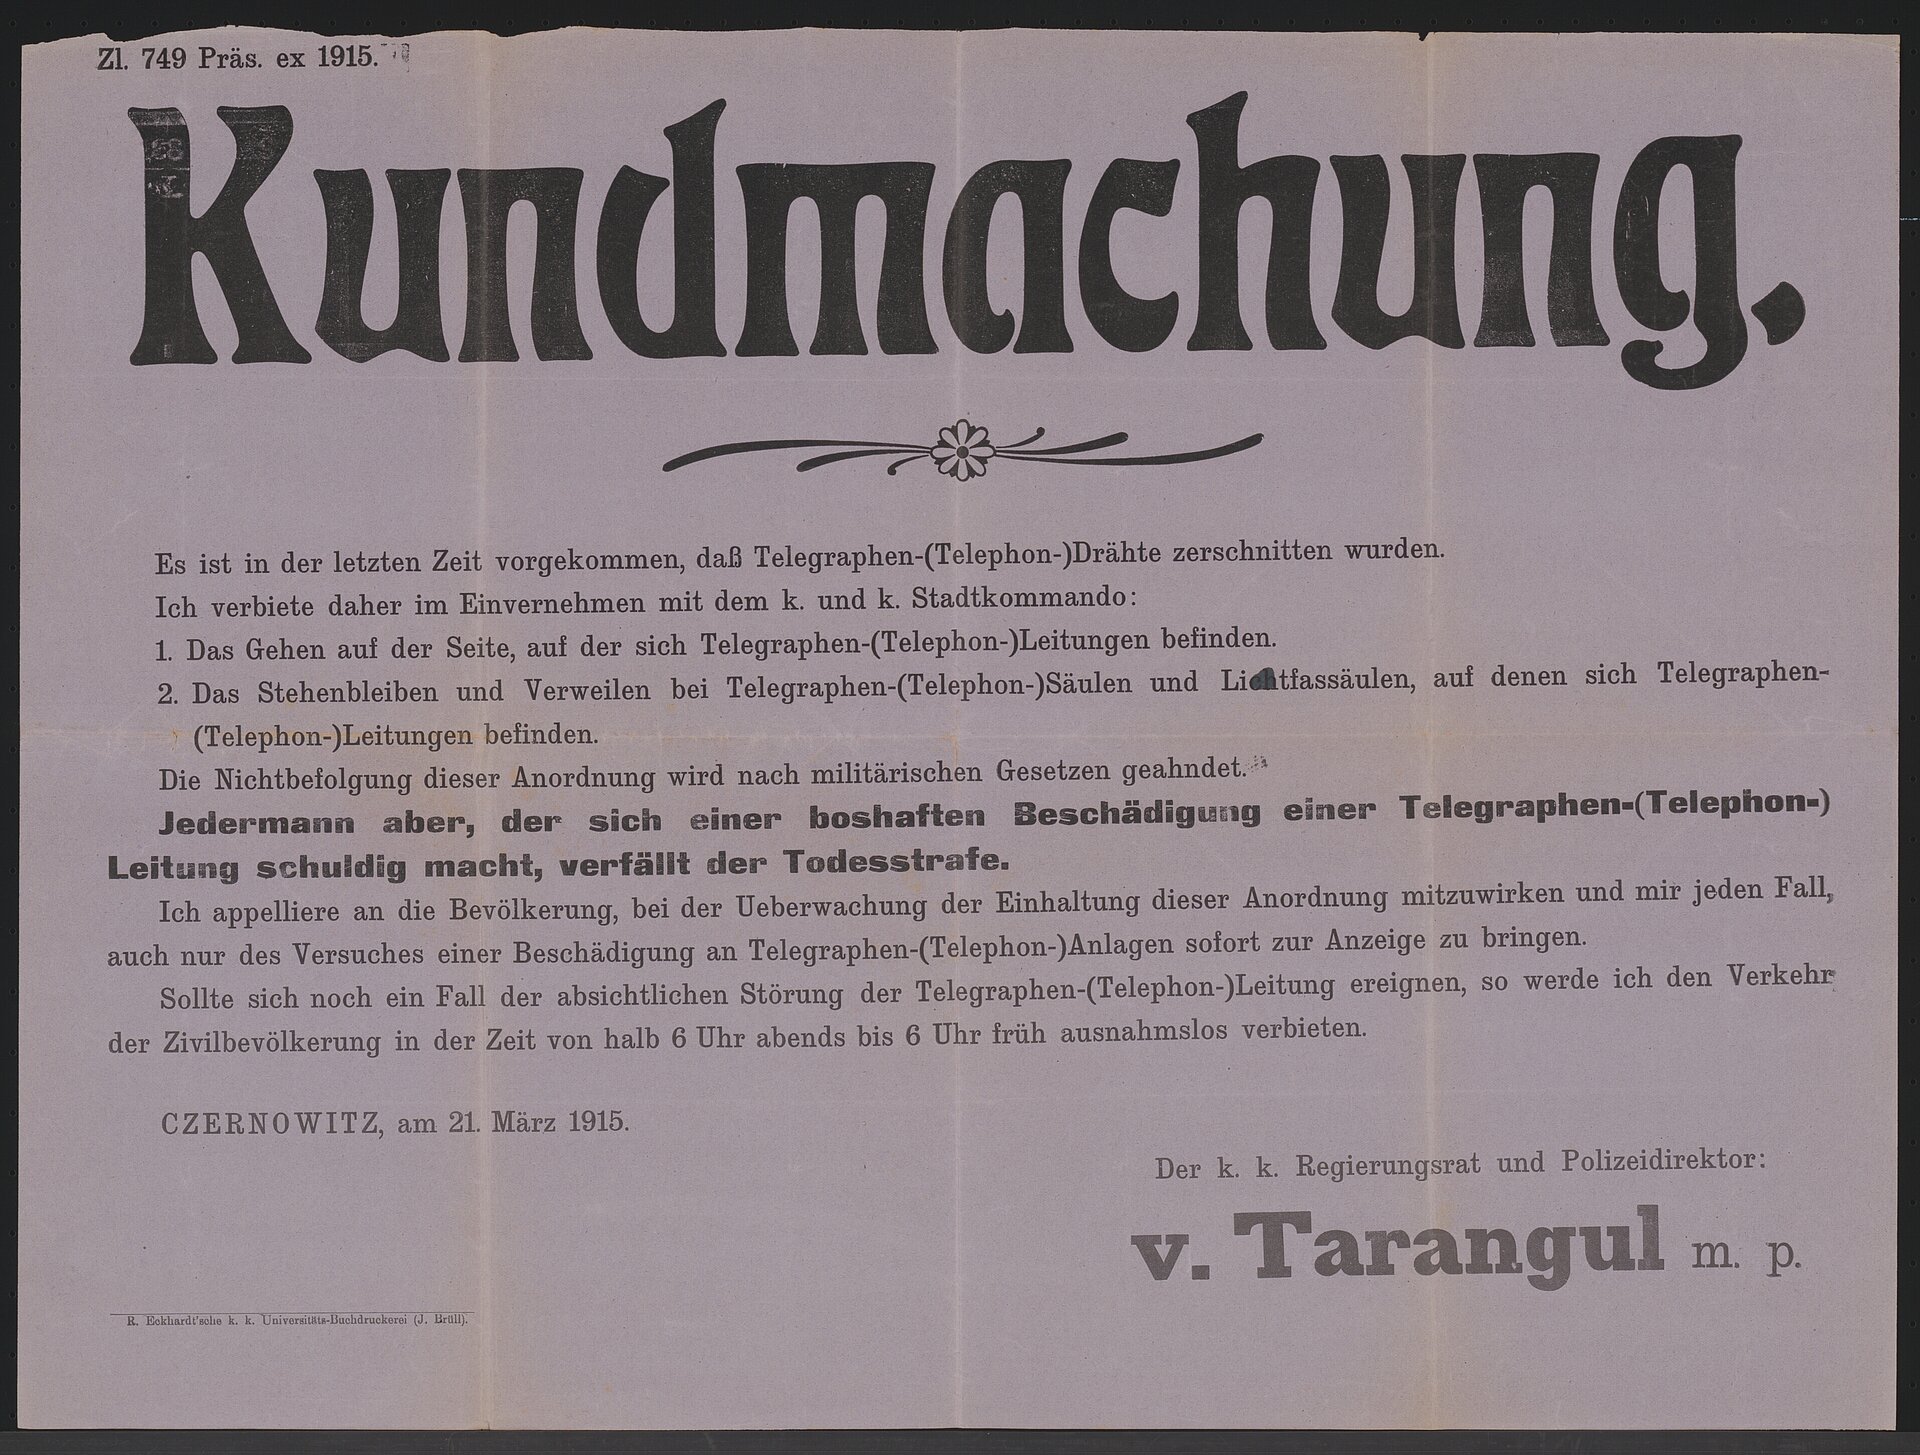 Zl. 749 Präs. ex 1915.
Kundmachung.
Es ist in der letzten Zeit vorgekommen, daß Telegraphen-(Telephon-)Drähte zerschnitten wurden.
Ich verbiete daher im Einvernehmen mit dem k. und k. Stadtkommando:
1. Das Gehen auf der Seite, auf der sich Telegraphen-(Telephon-)Leitungen befinden.
2. Das Stehenbleiben und Verweilen bei Telegraphen-(Telephon-)Säulen und Lichtfassäulen, auf denen sich Telegraphen-
(Telephon-)Leitungen befinden.
Die Nichtbefolgung dieser Anordnung wird nach militärischen Gesetzen geahndet.
Jedermann aber, der sich einer boshaften Beschädigung einer Telegraphen-(Telephon-)
Leitung schuldig macht, verfällt der Todesstrafe.
Ich appelliere an die Bevölkerung, bei der Ueberwachung der Einhaltung dieser Anordnung mitzuwirken und mir jeden Fall,
auch nur des Versuches einer Beschädigung an Telegraphen-(Telephon-)Anlagen sofort zur Anzeige zu bringen.
Sollte sich noch ein Fall der absichtlichen Störung der Telegraphen-(Telephon-)Leitung ereignen, so werde ich den Verkehr
der Zivilbevölkerung in der Zeit von halb 6 Uhr abends bis 6 Uhr früh ausnahmslos verbieten.
CZERNOWITZ, am 21. März 1915.
Der k. k. Regierungsrat und Polizeidirektor:
v. Tarangul m. p.
R. Eckhardt'sche k. k. Universitäts-Buchdruckerei (J. Brüll).